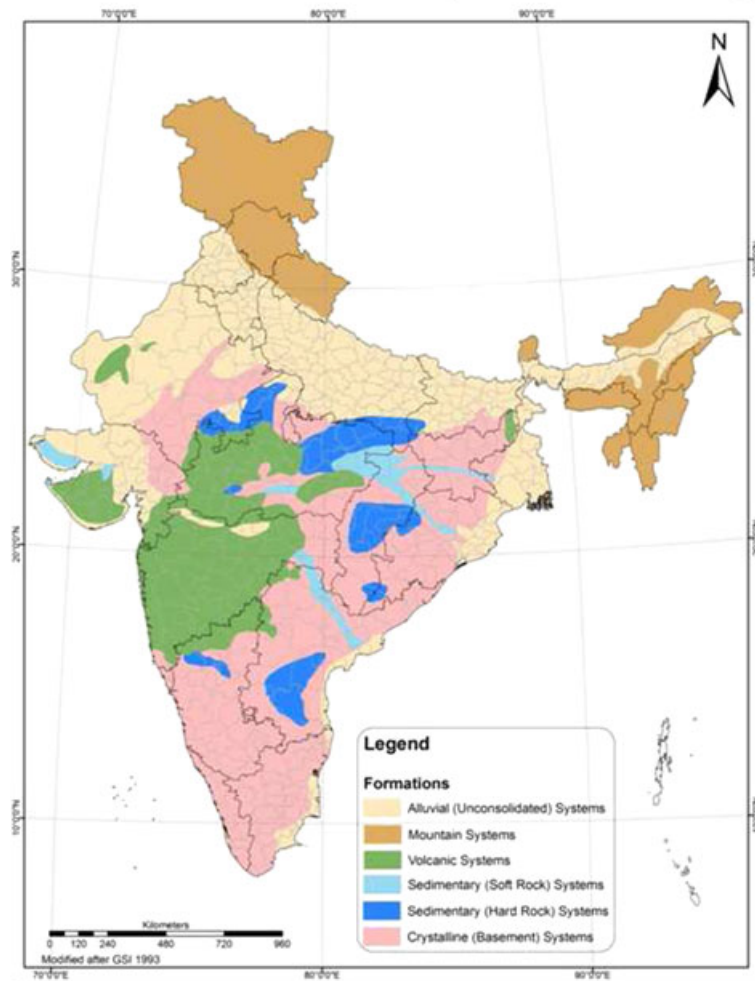 70°0'0"E 80°0'0"E 90°0'0"E
N
30°0'0"N
20°0'0"N
10°0'0"N
Legend
Formations
Alluvial (Unconsolidated) Systems
Mountain Systems
Volcanic Systems
Sedimentary (Soft Rock) Systems
Sedimentary (Hard Rock) Systems
Crystalline (Basement) Systems
Kilometers
0 120 240 480 720 960
Modified after GSI 1993
70°0'0"E 80°0'0"E 90°0'0"E